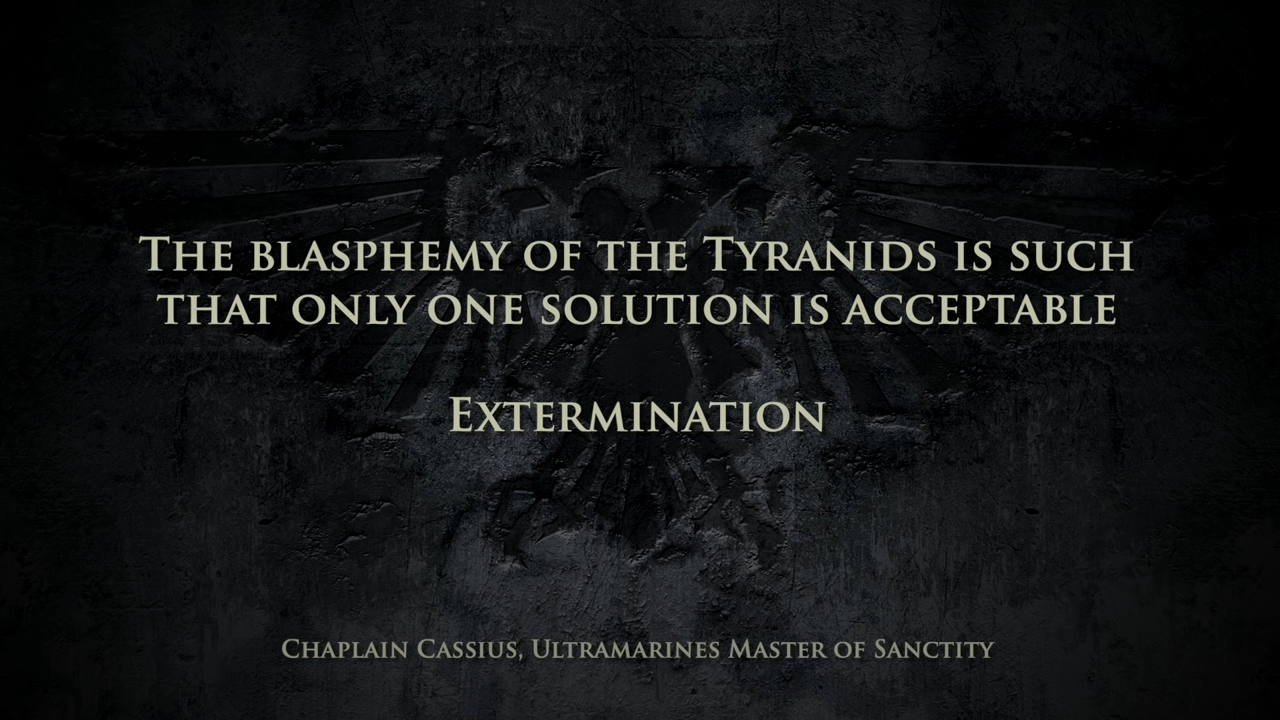 The blasphemy of the Tyranids is such
that only one solution is acceptable
Extermination
Chaplain Cassius, Ultramarines Master of Sanctity